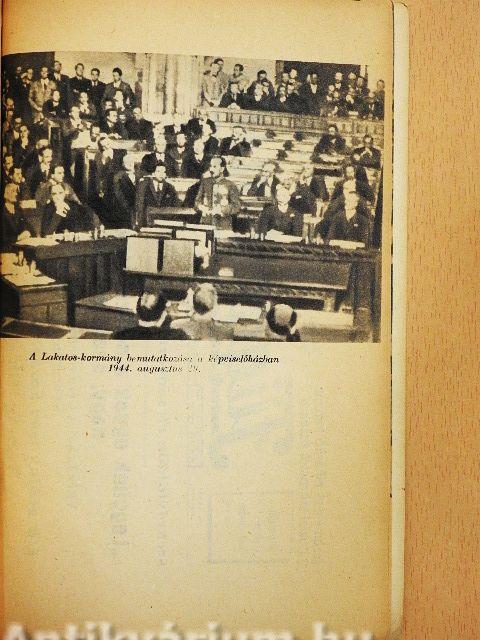 A Lakatos-kormány bemutatkozása a képviselőházban
1944. augusztus
Antikvárium.hu